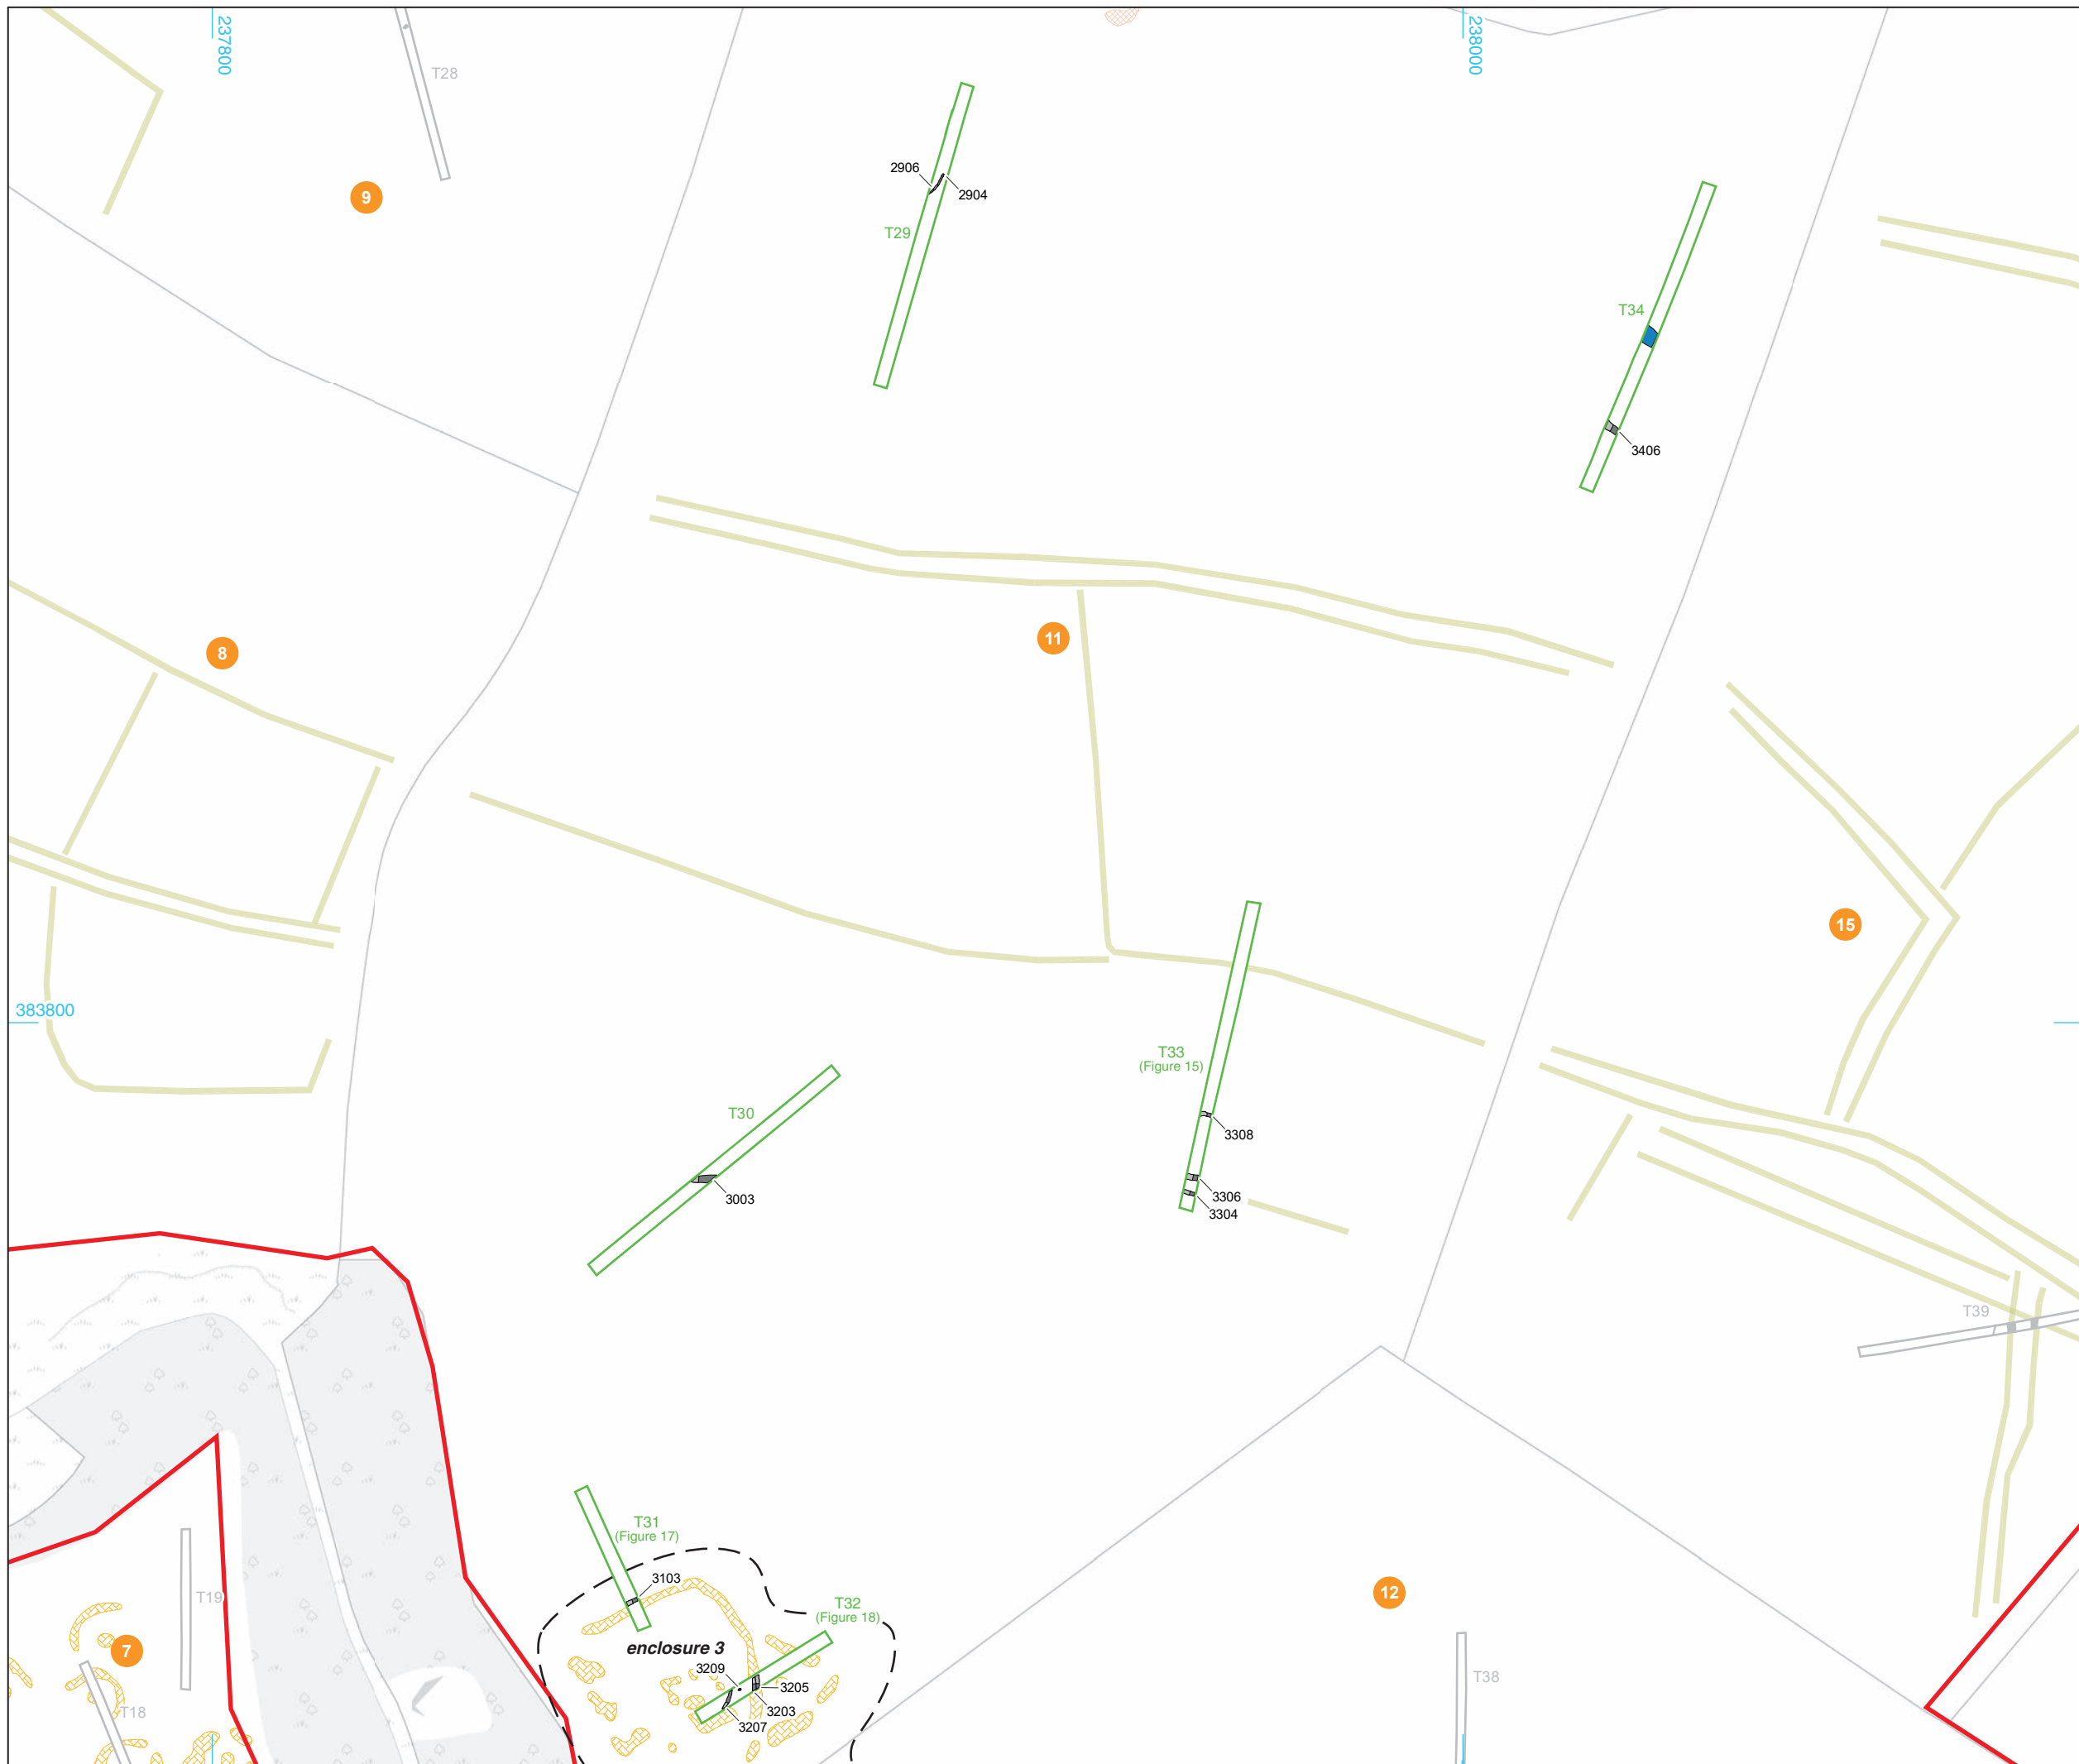 237800
238000
T28
9
2906
2904
T29
T34
3406
11
8
15
383800
T33
(Figure 15)
T30
3308
3003
3306
3304
T39
T31
(Figure 17)
3103
T32
(Figure 18)
12
T19
7
enclosure 3
3209
3205
3203
3207
T38
T18